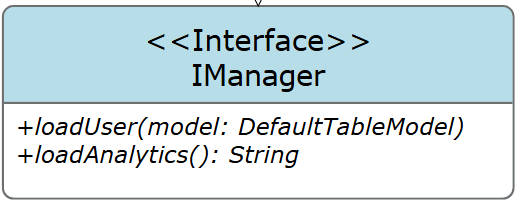 <<Interface>>
IManager
+loadUser(model: DefaultTableModel)
+loadAnalytics(): String